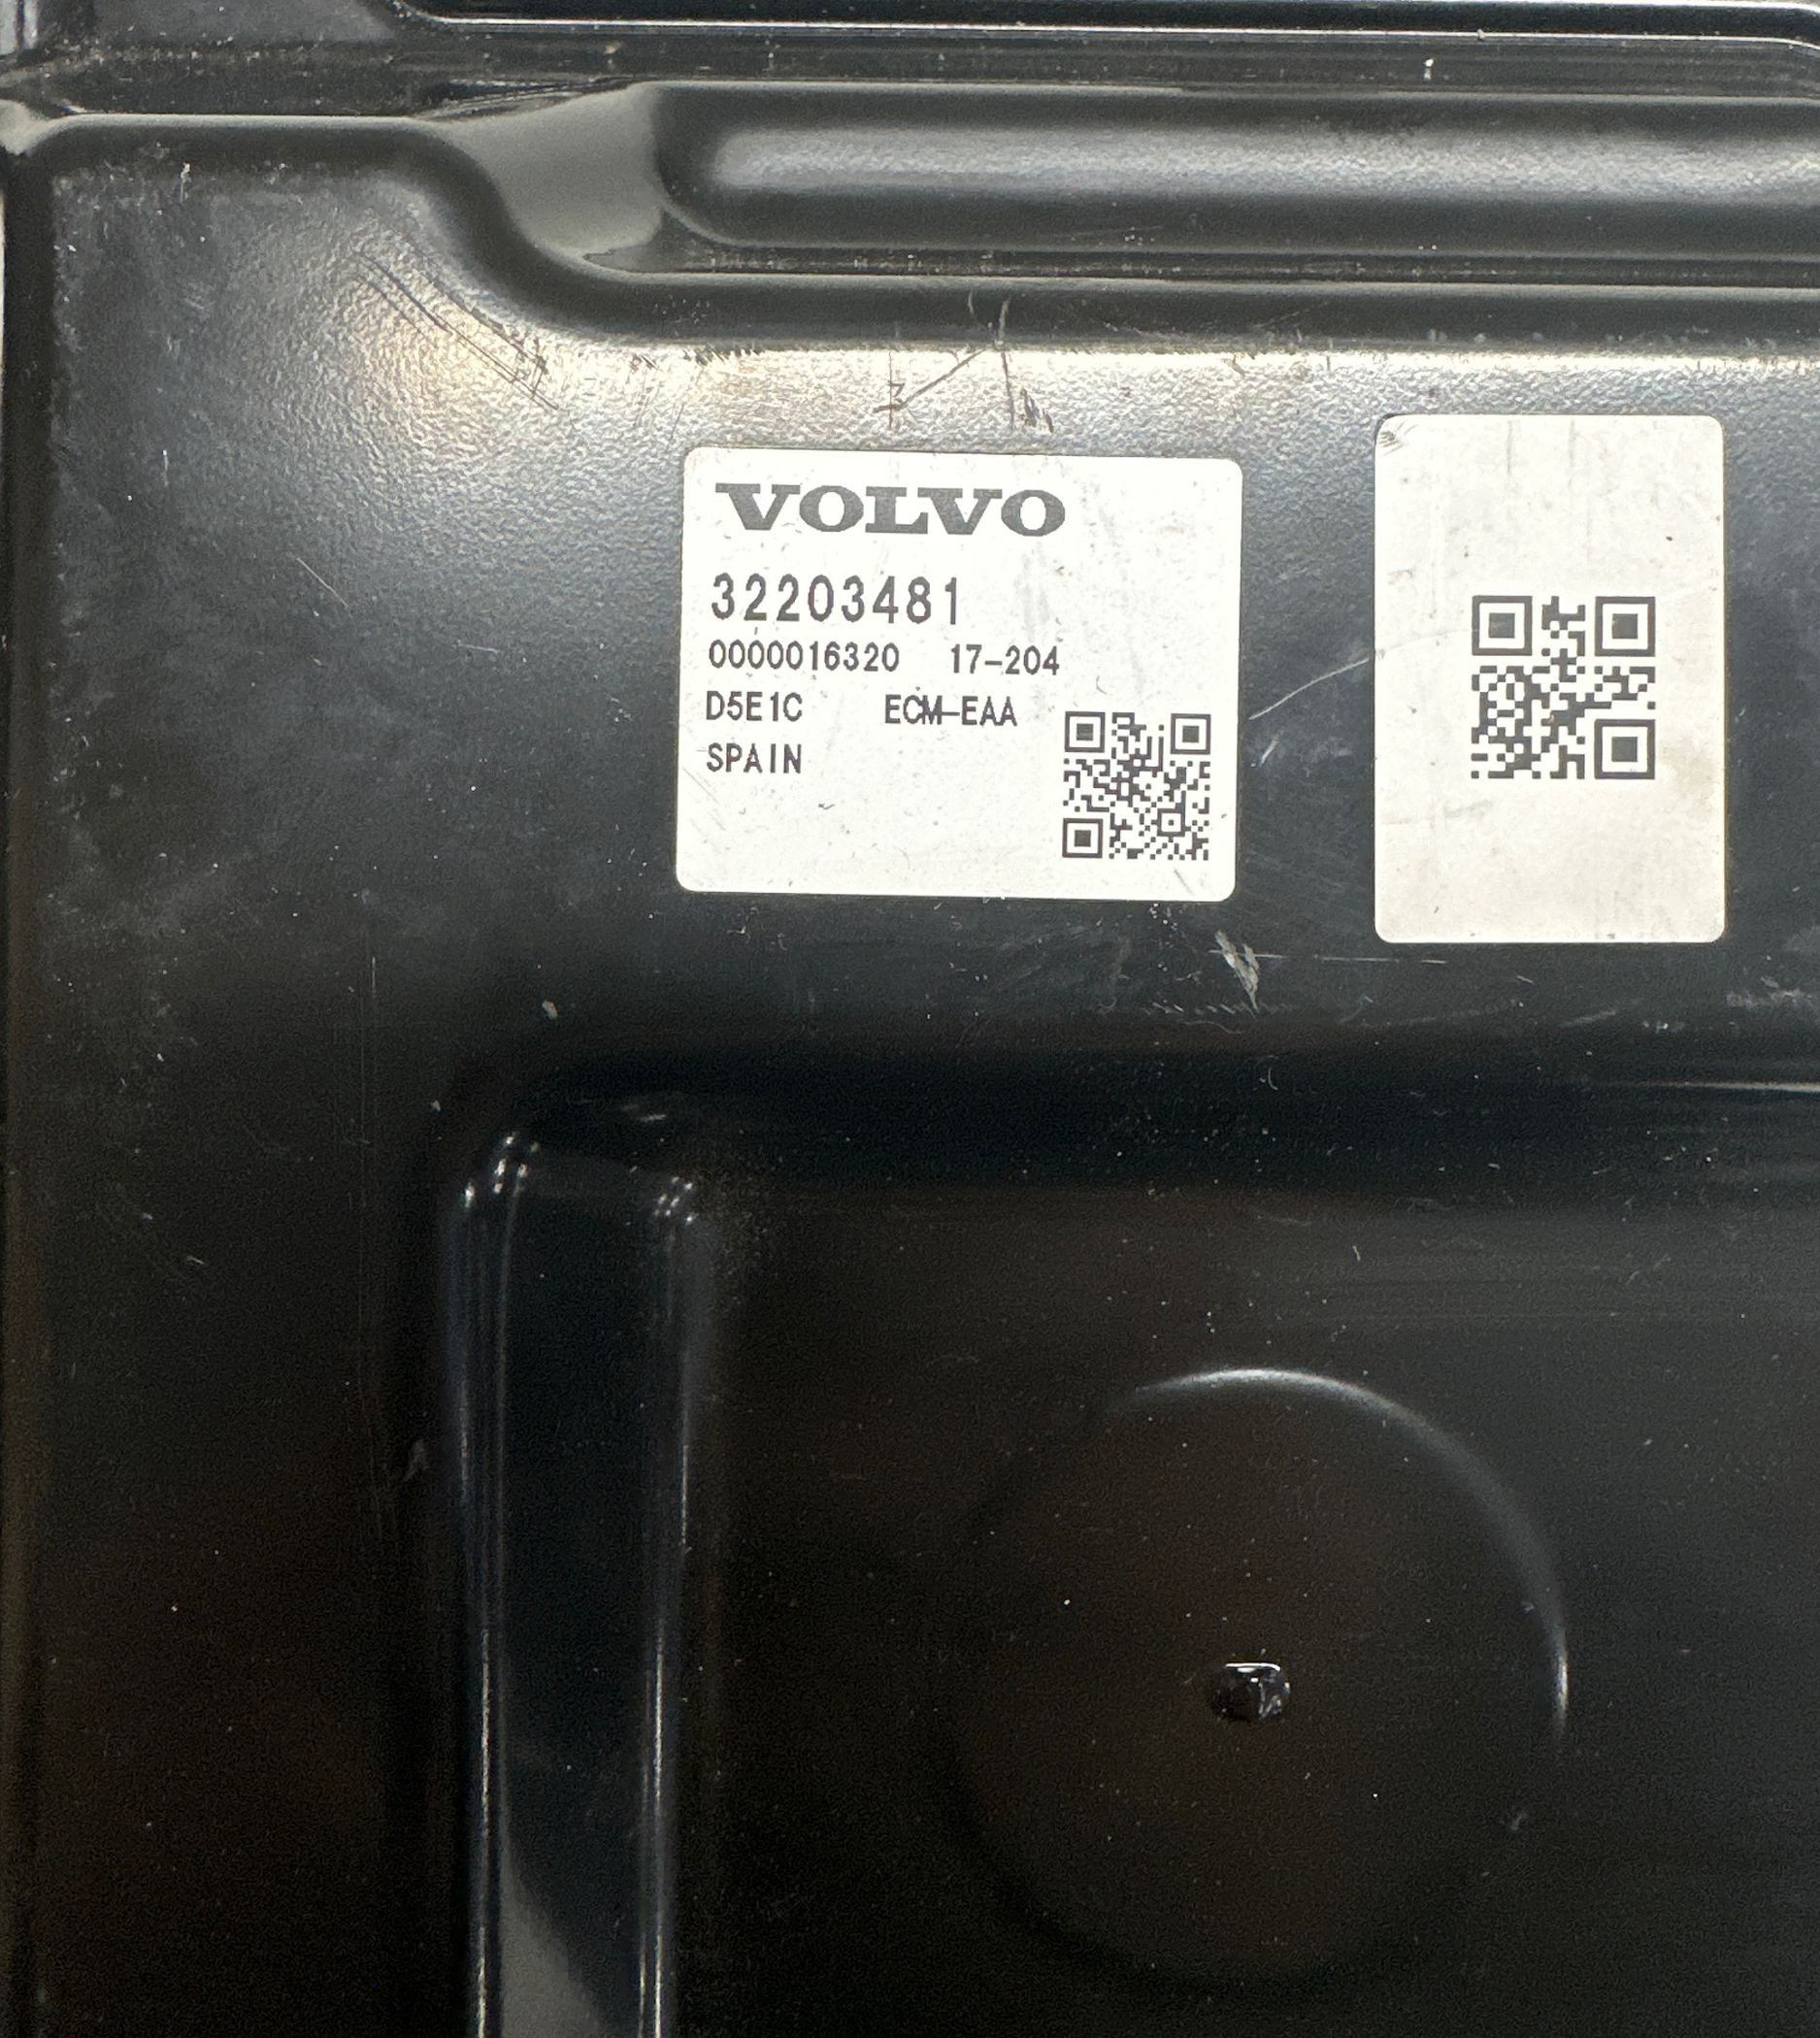 VOLVO
32203481
0000016320 17-204
D5E1C ECM-EAA
SPAIN